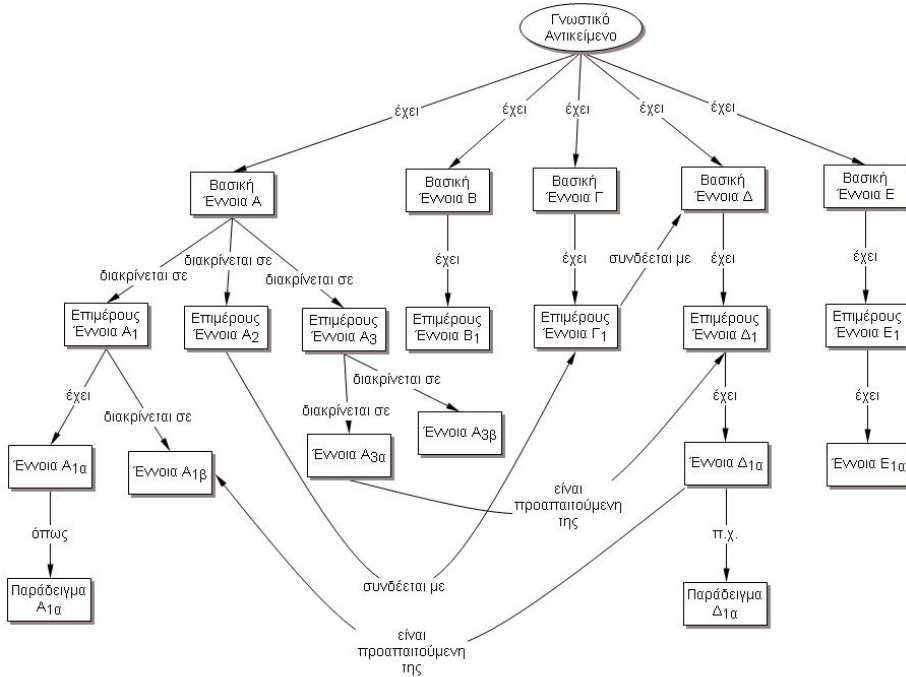 Γνωστικό
Αντικείμενο
έχει
έχει
έχει
έχει
έχει
Βασική
Έννοια Α
Βασική
Έννοια Β
Βασική
Έννοια Γ
Βασική
Έννοια Δ
Βασική
Έννοια Ε
διακρίνεται σε
διακρίνεται σε
διακρίνεται σε
έχει
έχει
συνδέεται με
έχει
έχει
Επιμέρους
Έννοια Α1
Επιμέρους
Έννοια Α2
Επιμέρους
Έννοια Α3
Επιμέρους
Έννοια Β1
Επιμέρους
Έννοια Γ1
Επιμέρους
Έννοια Δ1
Επιμέρους
Έννοια Ε1
έχει
διακρίνεται σε
διακρίνεται σε
διακρίνεται σε
έχει
έχει
Έννοια Α1α
Έννοια Α1β
Έννοια Α3α
Έννοια Α3β
Έννοια Δ1α
Έννοια Ε1α
όπως
είναι
προαπαιτούμενη
της
π.χ.
Παράδειγμα
Α1α
συνδέεται με
Παράδειγμα
Δ1α
είναι
προαπαιτούμενη
της